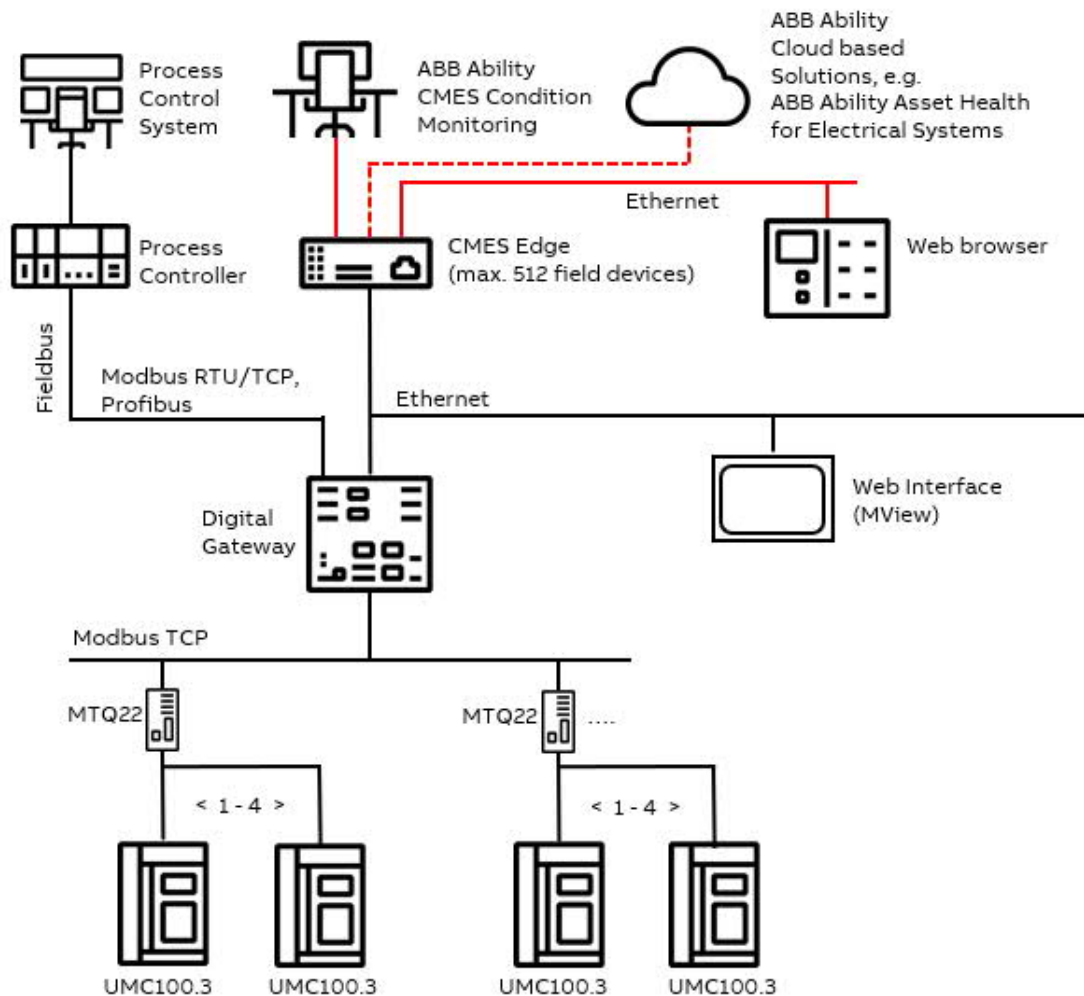 Process
Control
System
ABB Ability
CMES Condition
Monitoring
ABB Ability
Cloud based
Solutions, e.g.
ABB Ability Asset Health
for Electrical Systems
Ethernet
Process
Controller
CMES Edge
(max. 512 field devices)
Web browser
Fieldbus
Modbus RTU/TCP,
Profibus
Ethernet
Digital
Gateway
Web Interface
(MView)
Modbus TCP
MTQ22
MTQ22 ....
< 1 - 4 >
< 1 - 4 >
UMC100.3
UMC100.3
UMC100.3
UMC100.3